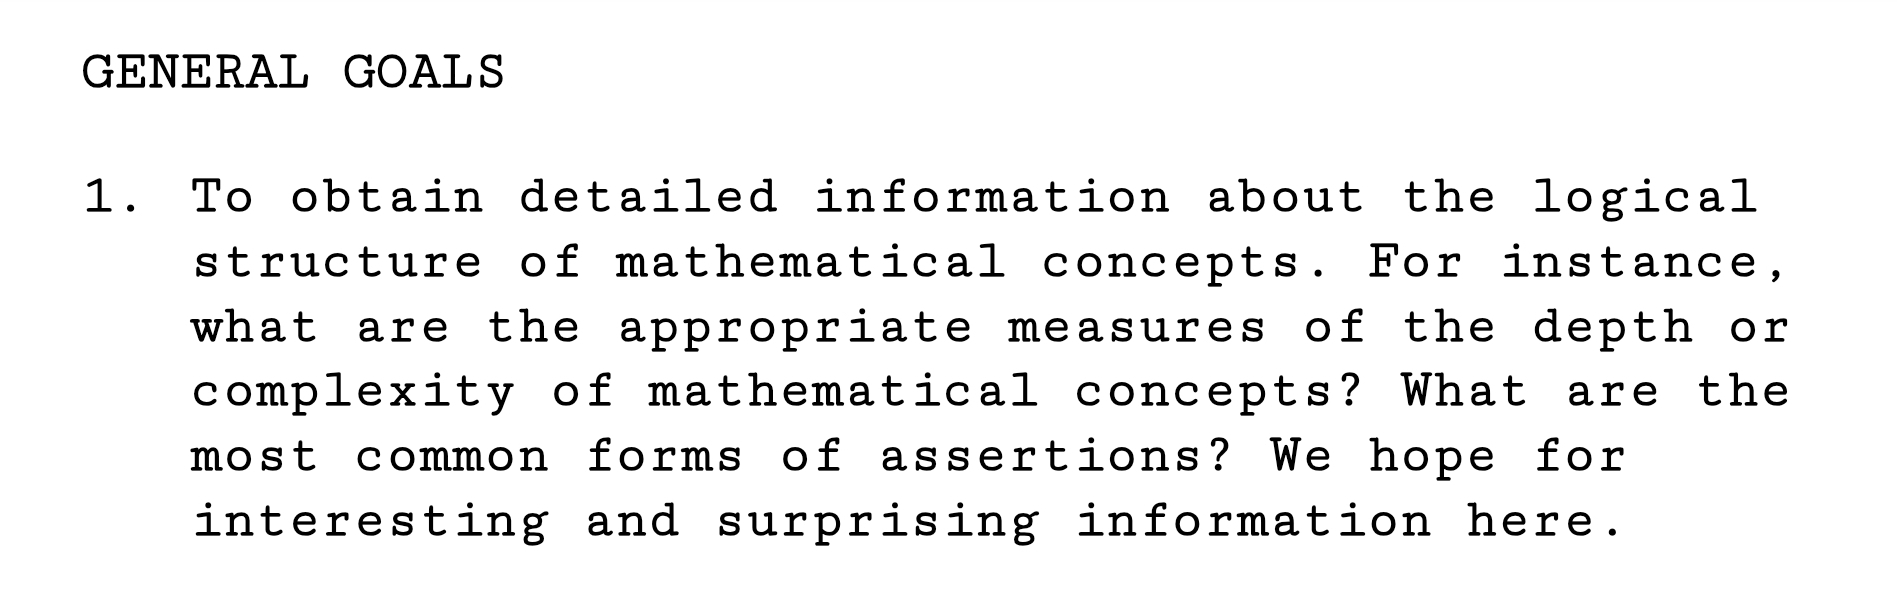 GENERAL GOALS
1. To obtain detailed information about the logical
structure of mathematical concepts. For instance,
what are the appropriate measures of the depth or
complexity of mathematical concepts? What are the
most common forms of assertions? We hope for
interesting and surprising information here.